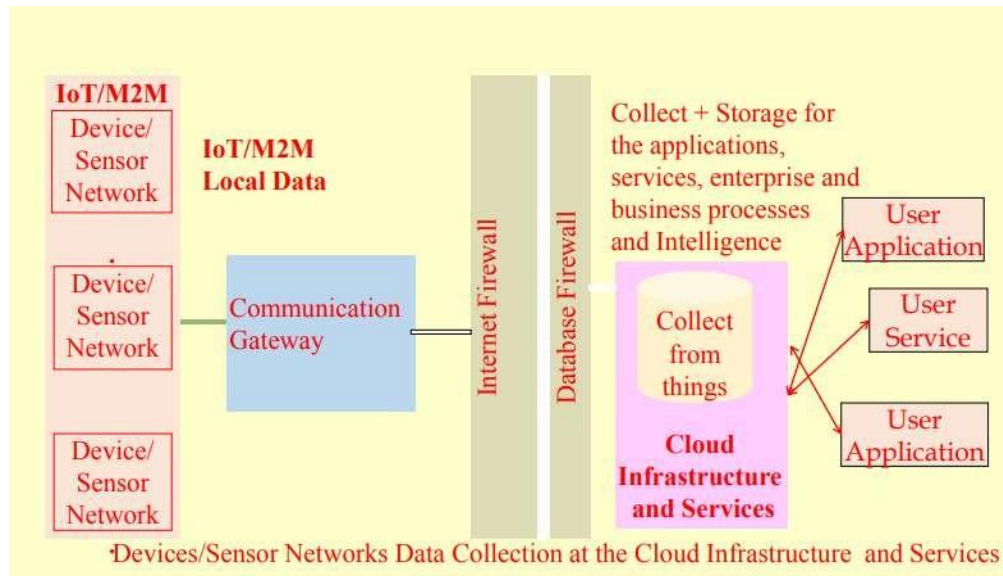 IoT/M2M
Device/
Sensor
Network
Device/
Sensor
Network
Device/
Sensor
Network
IoT/M2M
Local Data
Communication
Gateway
Internet Firewall
Database Firewall
Collect + Storage for
the applications,
services, enterprise and
business processes
and Intelligence
Collect
from
things
Cloud
Infrastructure
and Services
User
Application
User
Service
User
Application
•Devices/Sensor Networks Data Collection at the Cloud Infrastructure and Services